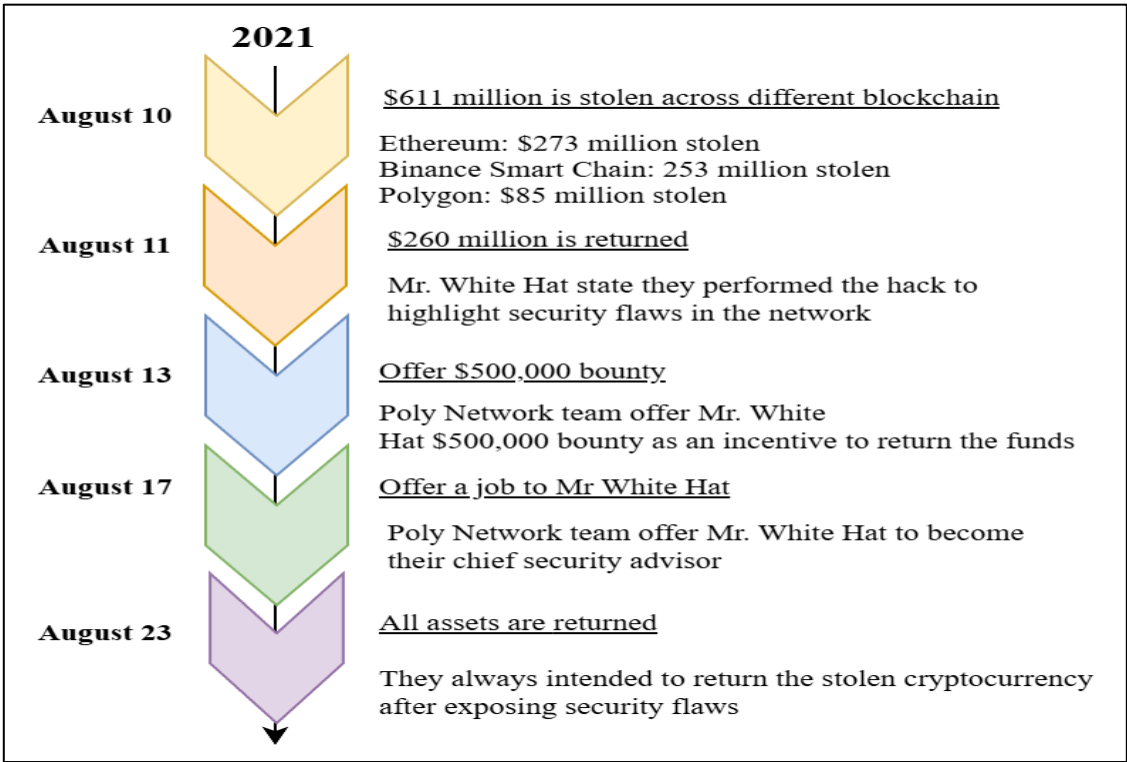 2021
August 10
$611 million is stolen across different blockchain
Ethereum: $273 million stolen
Binance Smart Chain: 253 million stolen
Polygon: $85 million stolen
August 11
$260 million is returned
Mr. White Hat state they performed the hack to
highlight security flaws in the network
August 13
Offer $500,000 bounty
Poly Network team offer Mr. White
Hat $500,000 bounty as an incentive to return the funds
August 17
Offer a job to Mr White Hat
Poly Network team offer Mr. White Hat to become
their chief security advisor
August 23
All assets are returned
They always intended to return the stolen cryptocurrency
after exposing security flaws